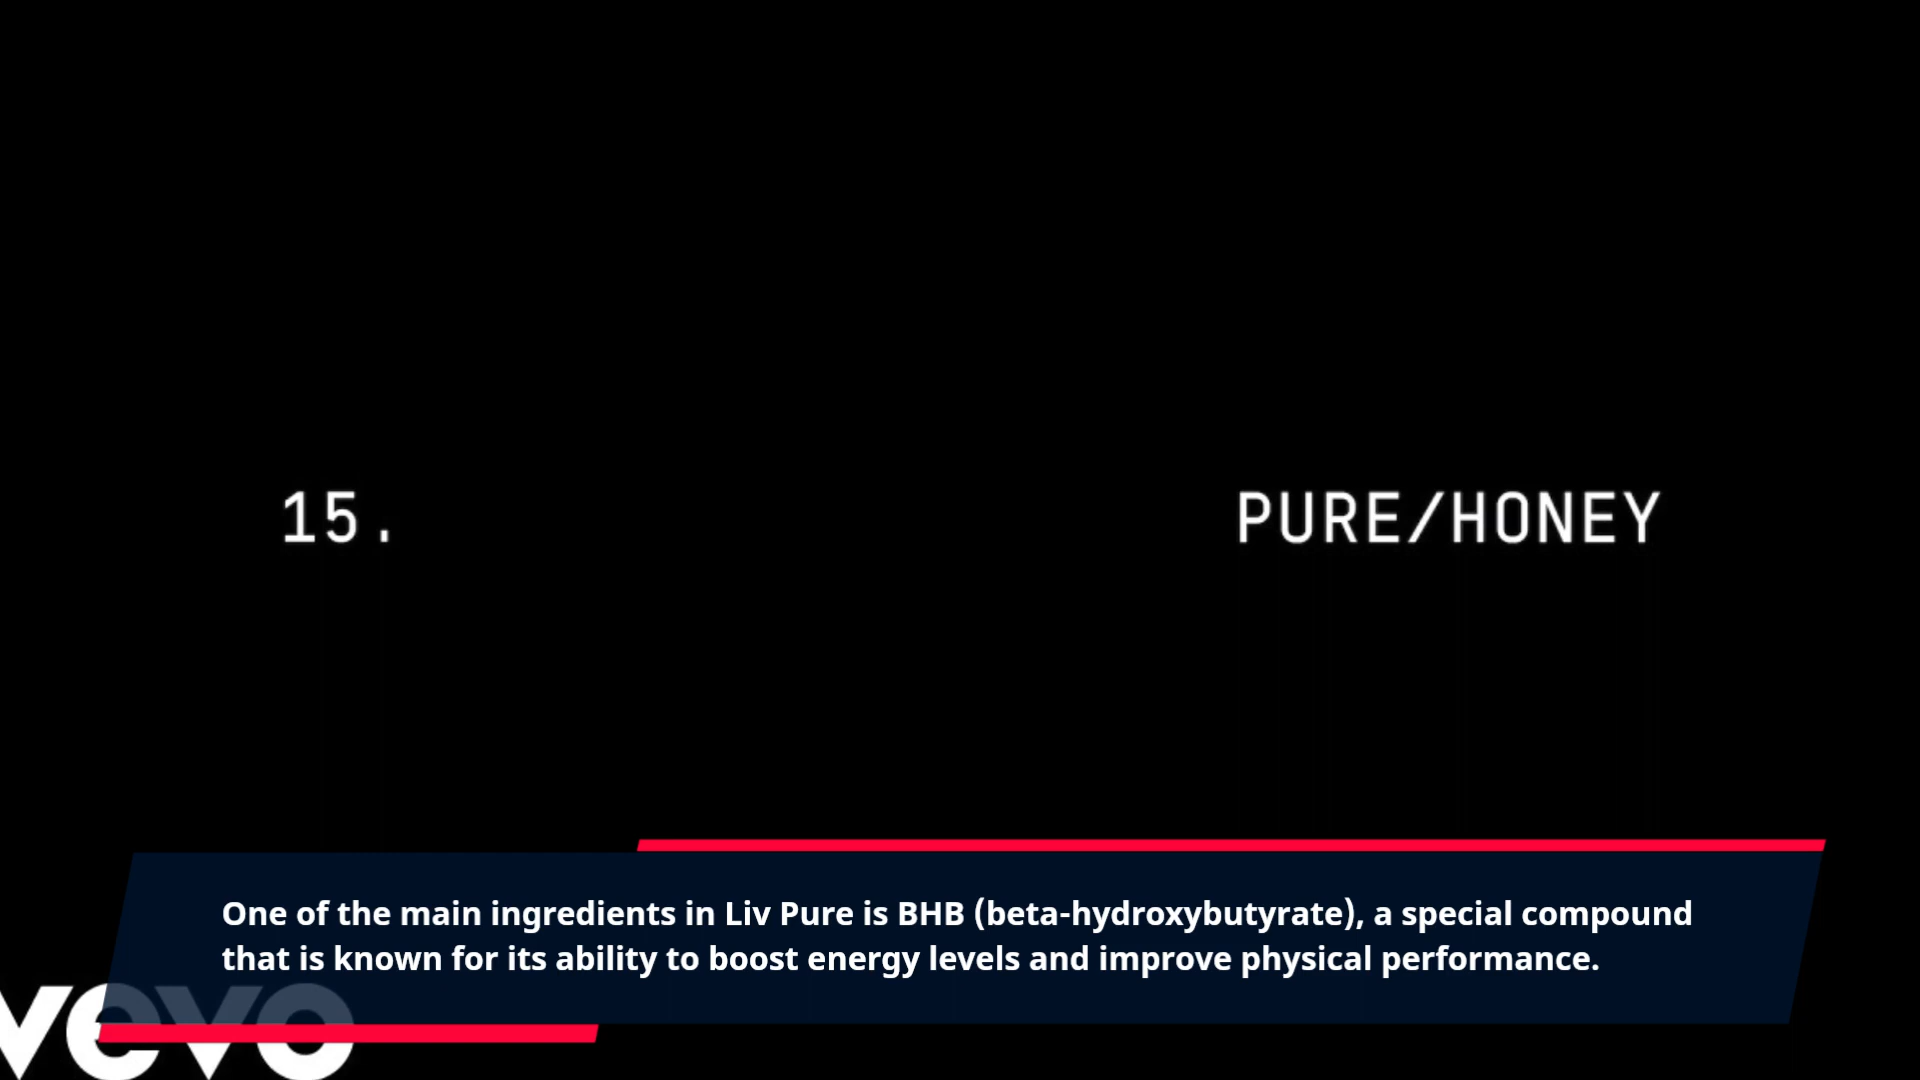 15. PURE/HONEY
One of the main ingredients in Liv Pure is BHB (beta-hydroxybutyrate), a special compound
that is known for its ability to boost energy levels and improve physical performance.
vevo